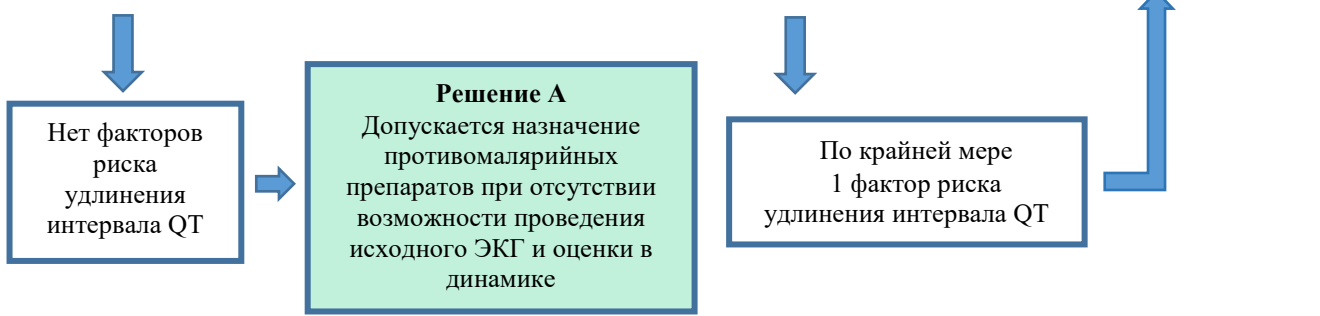 Нет факторов
риска
удлинения
интервала QT
Решение А
Допускается назначение
противомалярийных
препаратов при отсутствии
возможности проведения
исходного ЭКГ и оценки в
динамике
По крайней мере
1 фактор риска
удлинения интервала QT